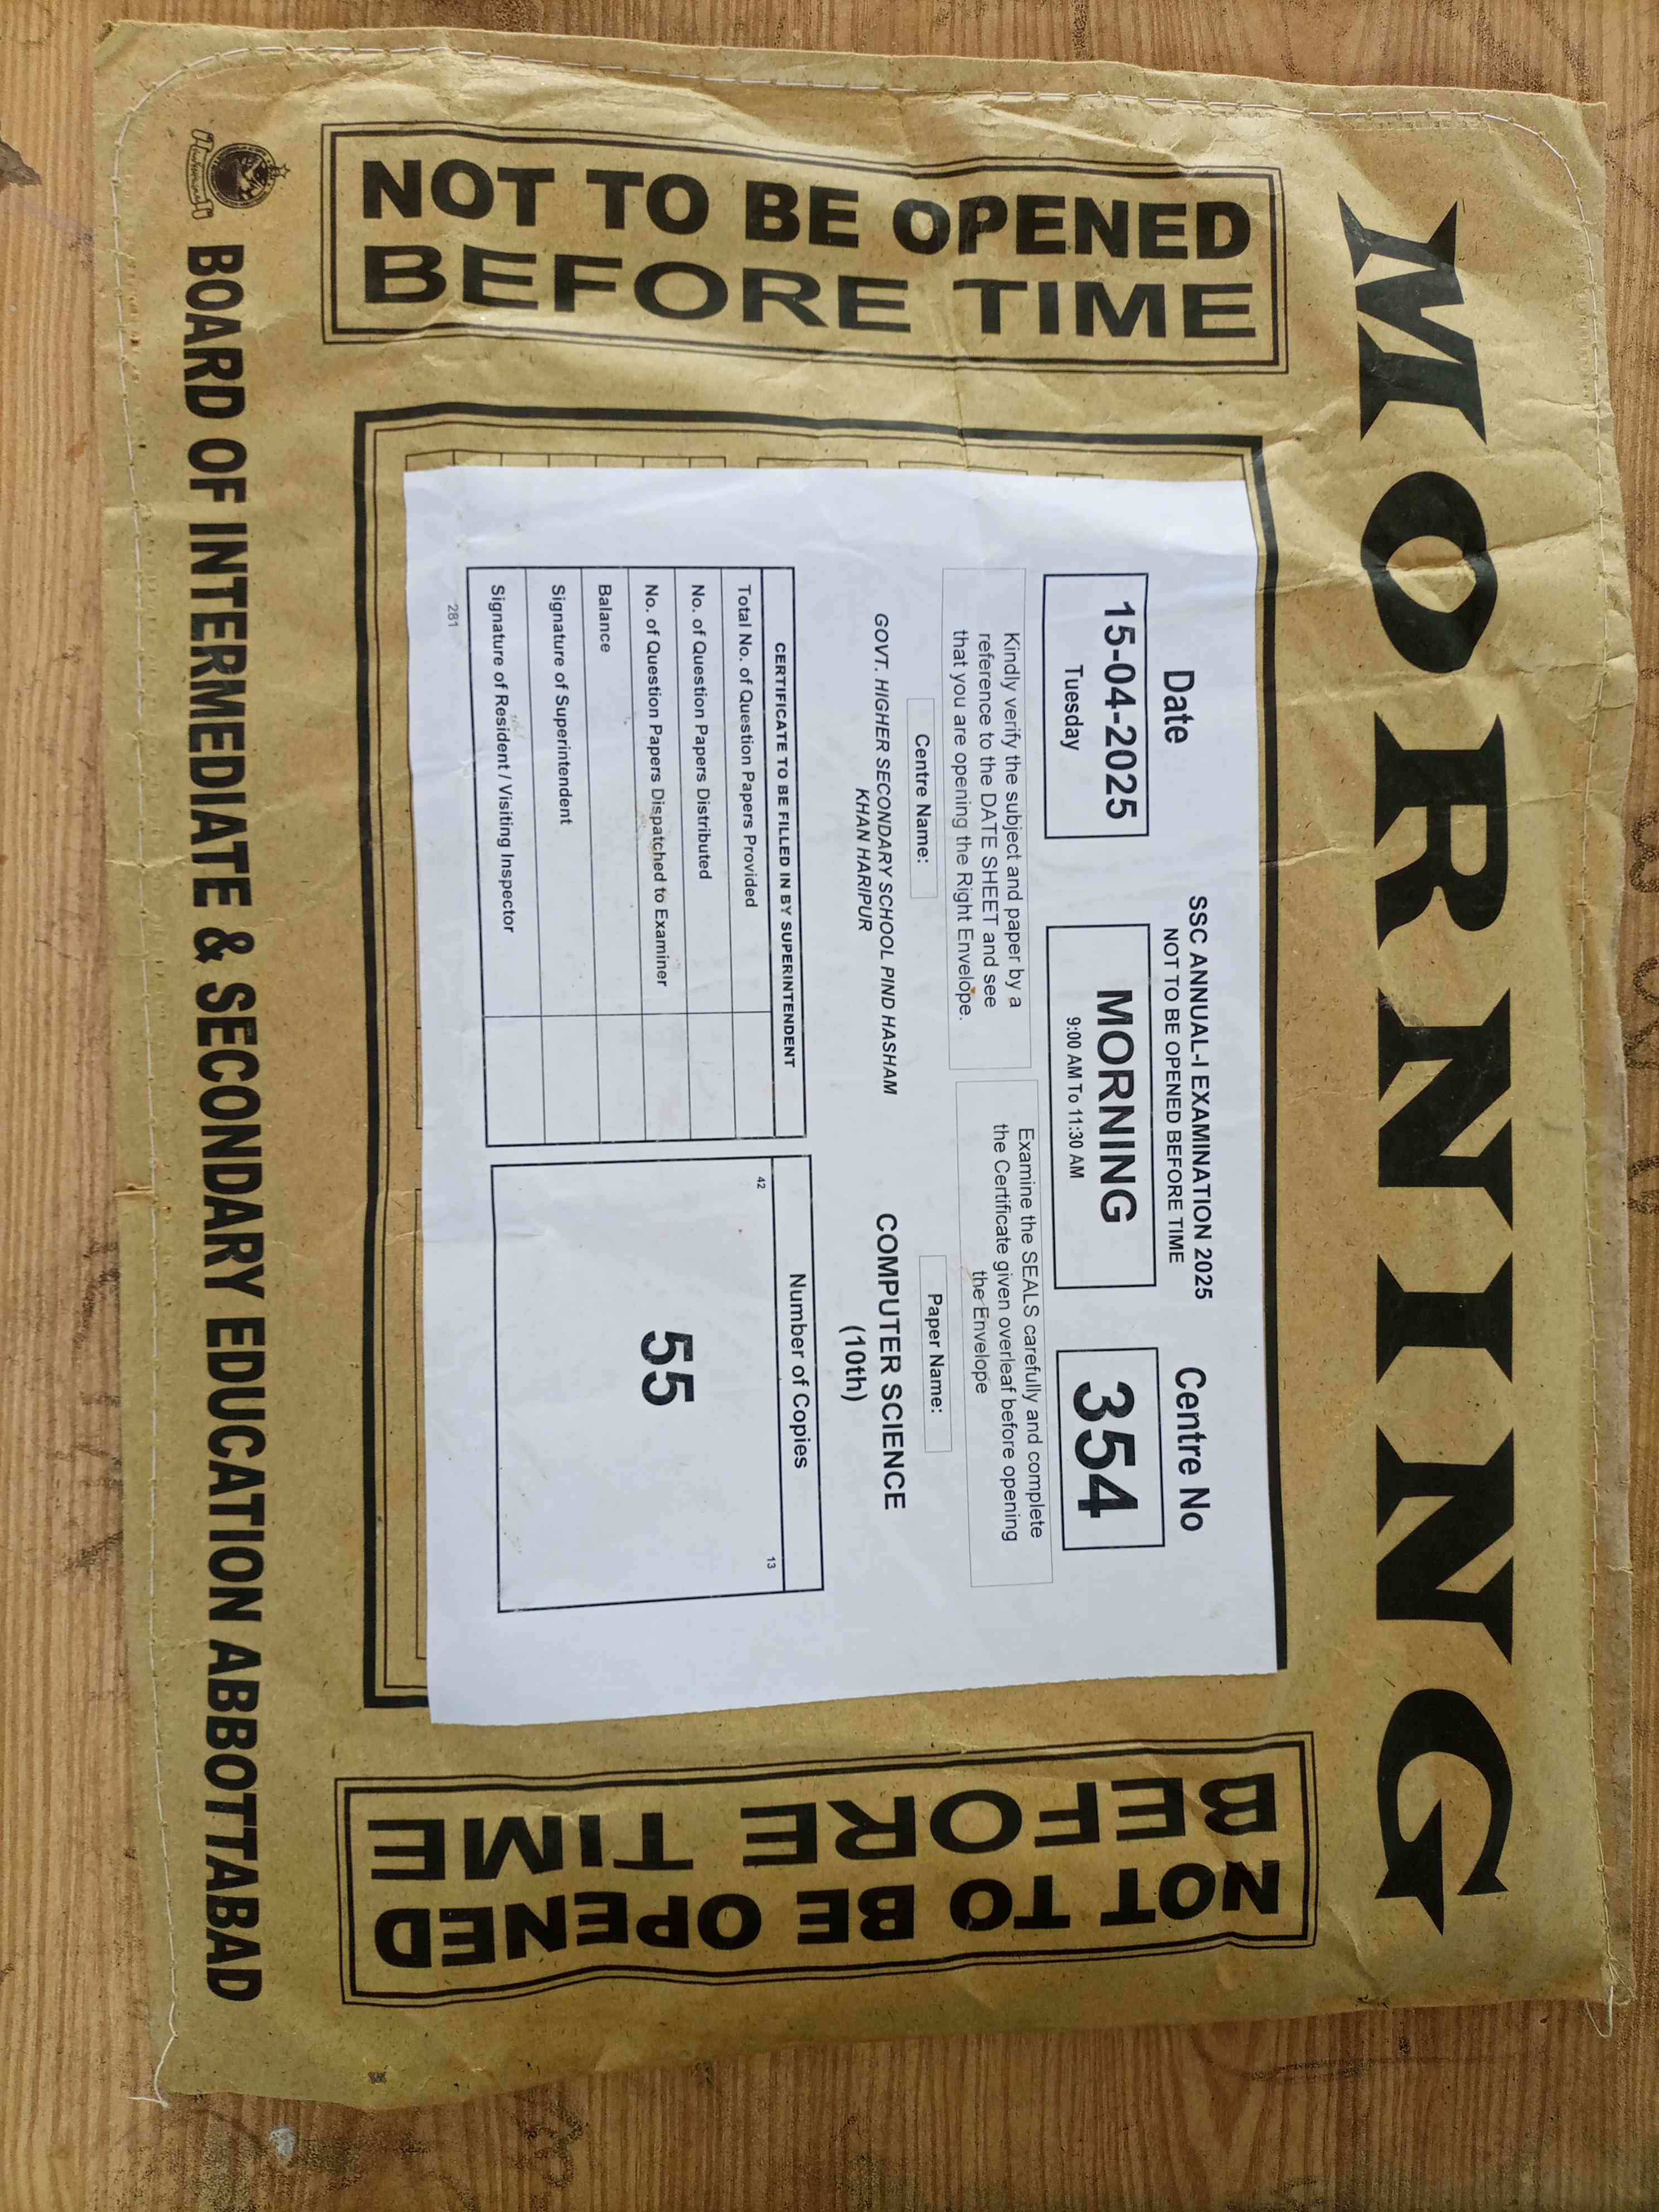 MORNING
NOT TO BE OPENED
BEFORE TIME
SSC ANNUAL-I EXAMINATION 2025
NOT TO BE OPENED BEFORE TIME
Date
Centre No
15-04-2025
Tuesday
MORNING
9:00 AM To 11:30 AM
354
Kindly verify the subject and paper by a
reference to the DATE SHEET and see
that you are opening the Right Envelope.
Examine the SEALS carefully and complete
the Certificate given overleaf before opening
the Envelope
Centre Name:
Paper Name:
GOVT. HIGHER SECONDARY SCHOOL PIND HASHAM
KHAN HARIPUR
COMPUTER SCIENCE
(10th)
CERTIFICATE TO BE FILLED IN BY SUPERINTENDENT
Total No. of Question Papers Provided
No. of Question Papers Distributed
No. of Question Papers Dispatched to Examiner
Balance
Signature of Superintendent
Signature of Resident / Visiting Inspector
281
Number of Copies
42
13
55
NOT TO BE OPENED
BEFORE TIME
BOARD OF INTERMEDIATE & SECONDARY EDUCATION ABBOTTABAD